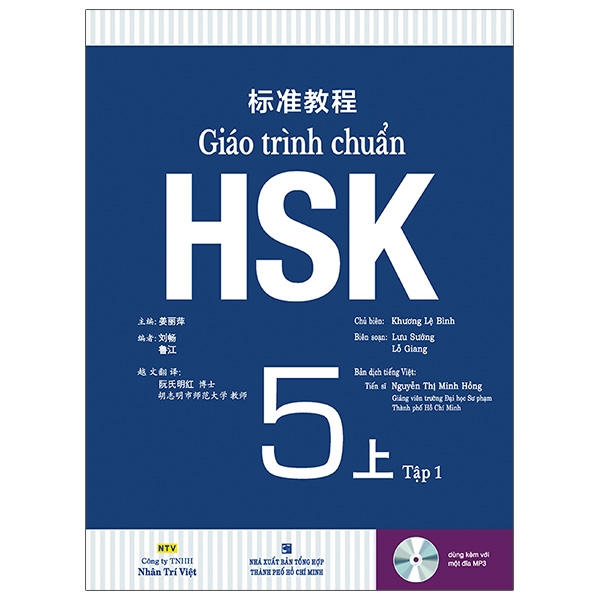 标准教程
Giáo trình chuẩn
HSK
主编: 姜丽萍
编者: 刘畅
鲁江
越文翻译:
阮氏明红 博士
胡志明市师范大学 教师
Chủ biên: Khương Lệ Bình
Biên soạn: Lưu Sướng
Lỗ Giang
Bản dịch tiếng Việt:
Tiến sĩ Nguyễn Thị Minh Hồng
Giảng viên trường Đại học Sư phạm
Thành phố Hồ Chí Minh
5 上 Tập 1
NTV
Công ty TNHH
Nhân Trí Việt
NHÀ XUẤT BẢN TỔNG HỢP
THÀNH PHỐ HỒ CHÍ MINH
dùng kèm với
một đĩa MP3